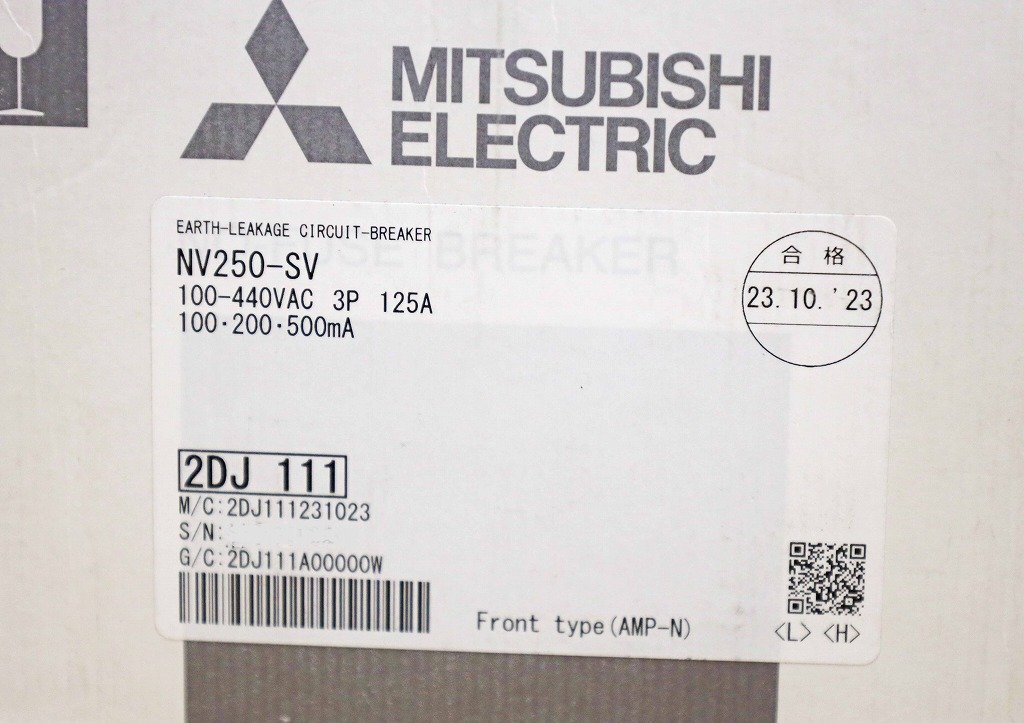 MITSUBISHI
ELECTRIC
EARTH-LEAKAGE CIRCUIT-BREAKER
NV250-SV
100-440VAC 3P 125A
100·200·500mA
合格
23.10.'23
BREAKER
2DJ 111
M/C:2DJ111231023
S/N:
G/C:2DJ111A00000W
Front type(AMP-N)
<L> <H>